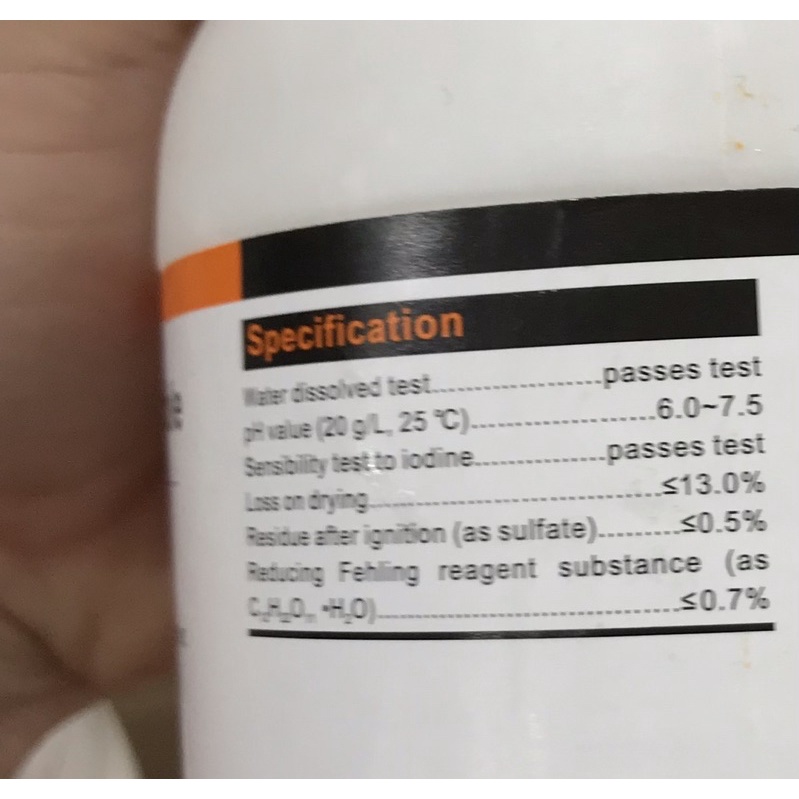 Specification
Water dissolved test....................passes test
pH value (20 g/L, 25 ℃)......................6.0~7.5
Sensibility test to iodine...............passes test
Loss on drying..................................≤13.0%
Residue after ignition (as sulfate).........≤0.5%
Reducing Fehling reagent substance (as
•H₂O)...................................≤0.7%